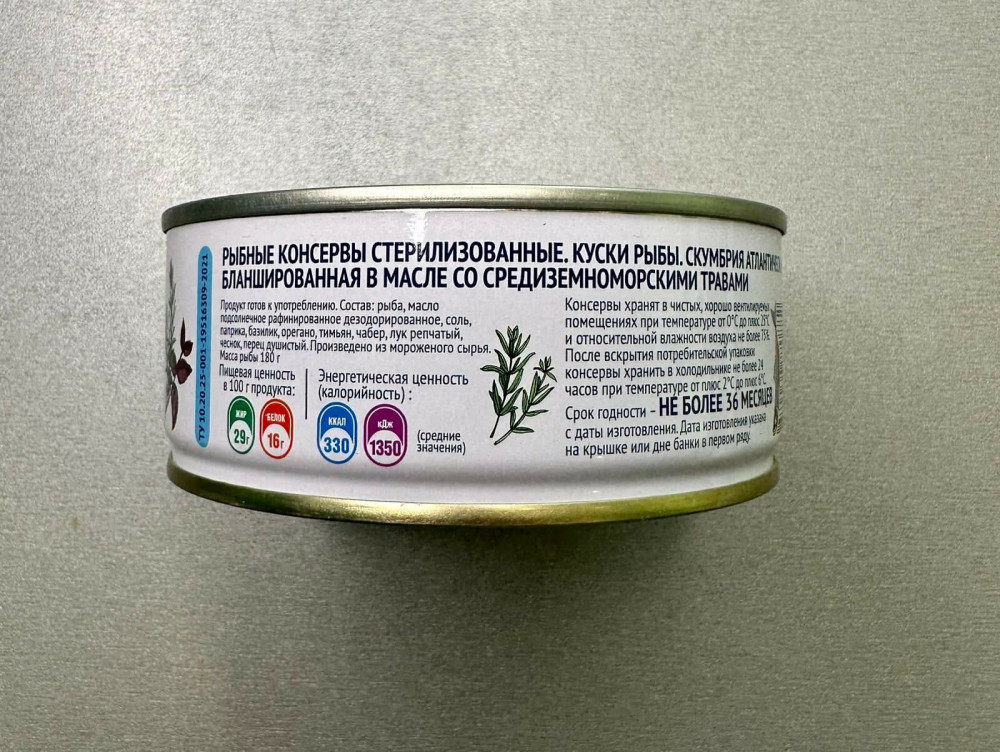 ТУ 10.20.25-001-19516309-2021
РЫБНЫЕ КОНСЕРВЫ СТЕРИЛИЗОВАННЫЕ. КУСКИ РЫБЫ. СКУМБРИЯ АТЛАНТИЧЕС
БЛАНШИРОВАННАЯ В МАСЛЕ СО СРЕДИЗЕМНОМОРСКИМИ ТРАВАМИ
Продукт готов к употреблению. Состав: рыба, масло
подсолнечное рафинированное дезодорированное, соль,
паприка, базилик, орегано, тимьян, чабер, лук репчатый,
чеснок, перец душистый. Произведено из мороженого сырья.
Масса рыбы 180 г
Пищевая ценность
в 100 г продукта:
ЖИР
29г
БЕЛОК
16г
Энергетическая ценность
(калорийность) :
ККАЛ
330
кДж
1350
(средние
значения)
Консервы хранят в чистых, хорошо вентилируемых
помещениях при температуре от 0°С до плюс 25°С
и относительной влажности воздуха не более 75%.
После вскрытия потребительской упаковки
консервы хранить в холодильнике не более 24
часов при температуре от плюс 2°С до плюс 6°С.
Срок годности - НЕ БОЛЕЕ 36 МЕСЯЦЕВ
с даты изготовления. Дата изготовления указана
на крышке или дне банки в первом ряду.